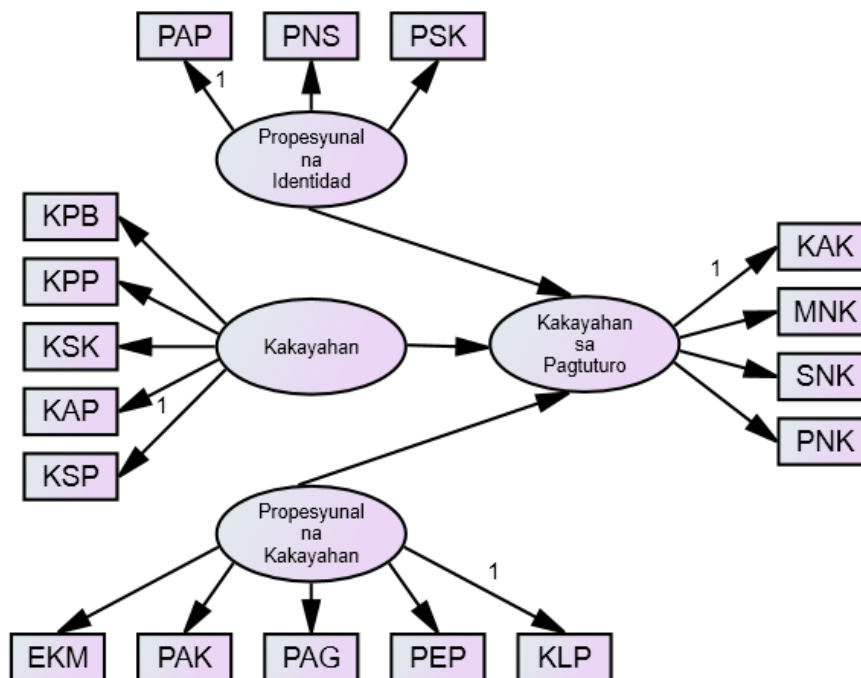 PAP
PNS
PSK
1
Propesyunal
na
Identidad
KPB
KPP
KSK
KAP
KSP
1
Kakayahan
Kakayahan
sa
Pagtuturo
1
KAK
MNK
SNK
PNK
Propesyunal
na
Kakayahan
1
EKM
PAK
PAG
PEP
KLP